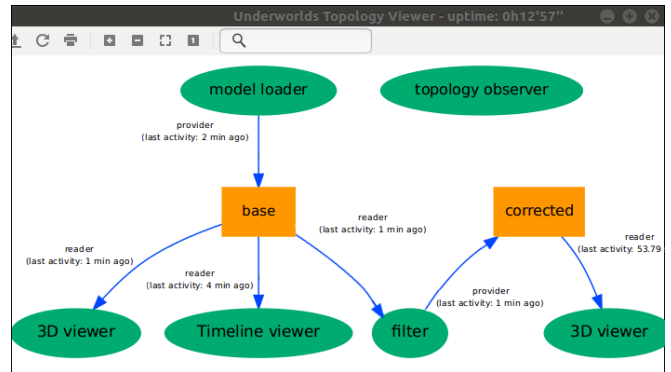 Underworlds Topology Viewer - uptime: 0h12'57''
1
model loader
topology observer
provider
(last activity: 2 min ago)
base
corrected
reader
(last activity: 1 min ago)
reader
(last activity: 53.79
reader
(last activity: 1 min ago)
reader
(last activity: 4 min ago)
provider
(last activity: 1 min ago)
3D viewer
Timeline viewer
filter
3D viewer